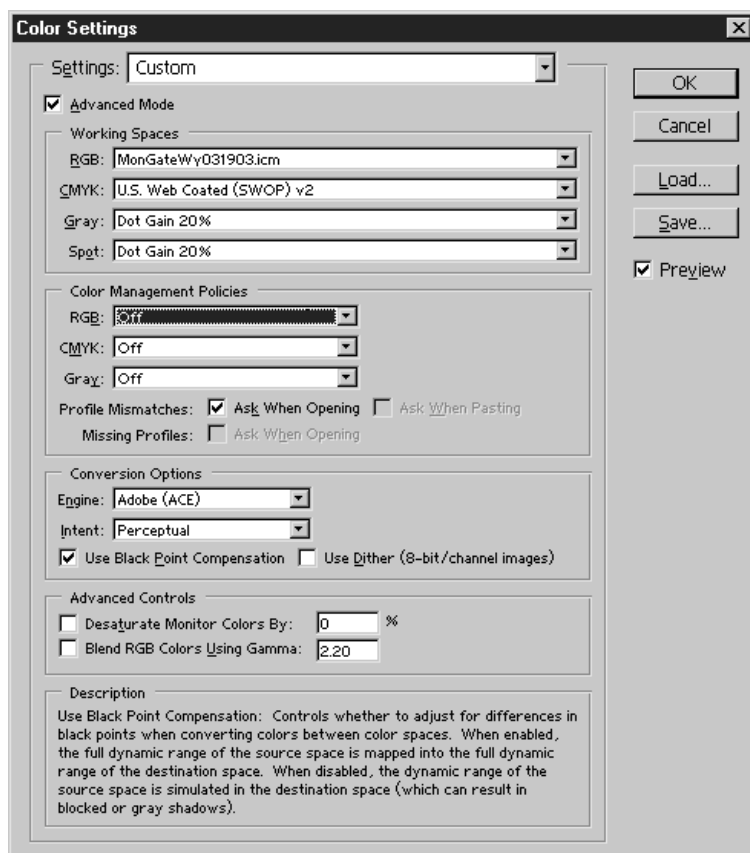 Color Settings
Settings: Custom
Advanced Mode
Working Spaces
RGB: MonGateWy031903.icm
CMYK: U.S. Web Coated (SWOP) v2
Gray: Dot Gain 20%
Spot: Dot Gain 20%
Color Management Policies
RGB: Off
CMYK: Off
Gray: Off
Profile Mismatches: Ask When Opening Ask When Pasting
Missing Profiles: Ask When Opening
Conversion Options
Engine: Adobe (ACE)
Intent: Perceptual
Use Black Point Compensation Use Dither (8-bit/channel images)
Advanced Controls
Desaturate Monitor Colors By: 0 %
Blend RGB Colors Using Gamma: 2.20
Description
Use Black Point Compensation: Controls whether to adjust for differences in
black points when converting colors between color spaces. When enabled,
the full dynamic range of the source space is mapped into the full dynamic
range of the destination space. When disabled, the dynamic range of the
source space is simulated in the destination space (which can result in
blocked or gray shadows).
OK
Cancel
Load...
Save...
Preview